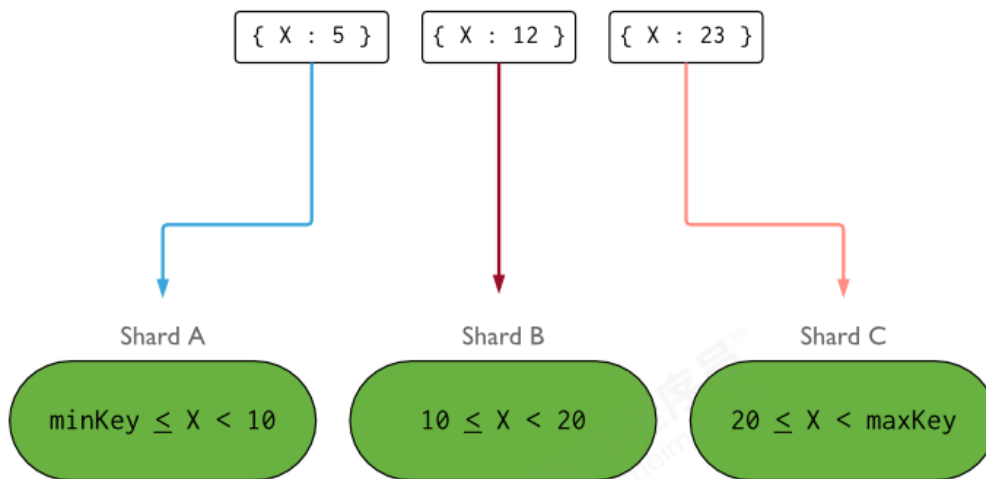 { X : 5 }
{ X : 12 }
{ X : 23 }
Shard A
Shard B
Shard C
minKey ≤ X < 10
10 ≤ X < 20
20 ≤ X < maxKey